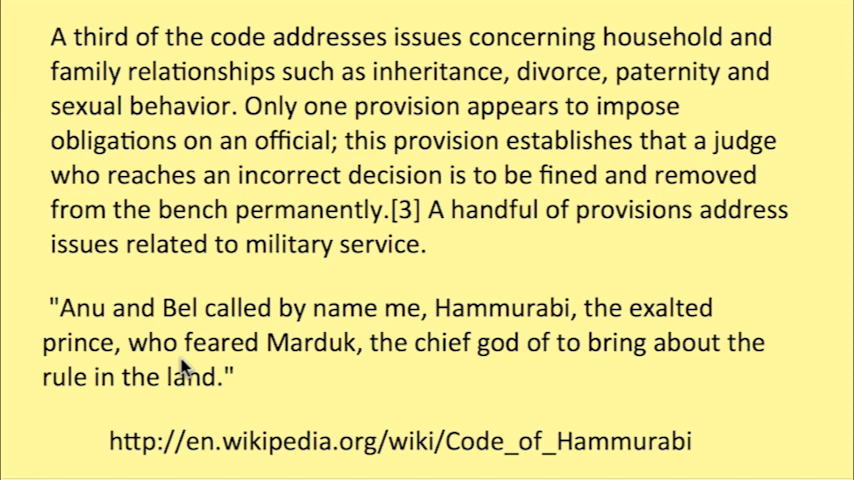 A third of the code addresses issues concerning household and
family relationships such as inheritance, divorce, paternity and
sexual behavior. Only one provision appears to impose
obligations on an official; this provision establishes that a judge
who reaches an incorrect decision is to be fined and removed
from the bench permanently.[3] A handful of provisions address
issues related to military service.
"Anu and Bel called by name me, Hammurabi, the exalted
prince, who feared Marduk, the chief god of to bring about the
rule in the land."
http://en.wikipedia.org/wiki/Code_of_Hammurabi